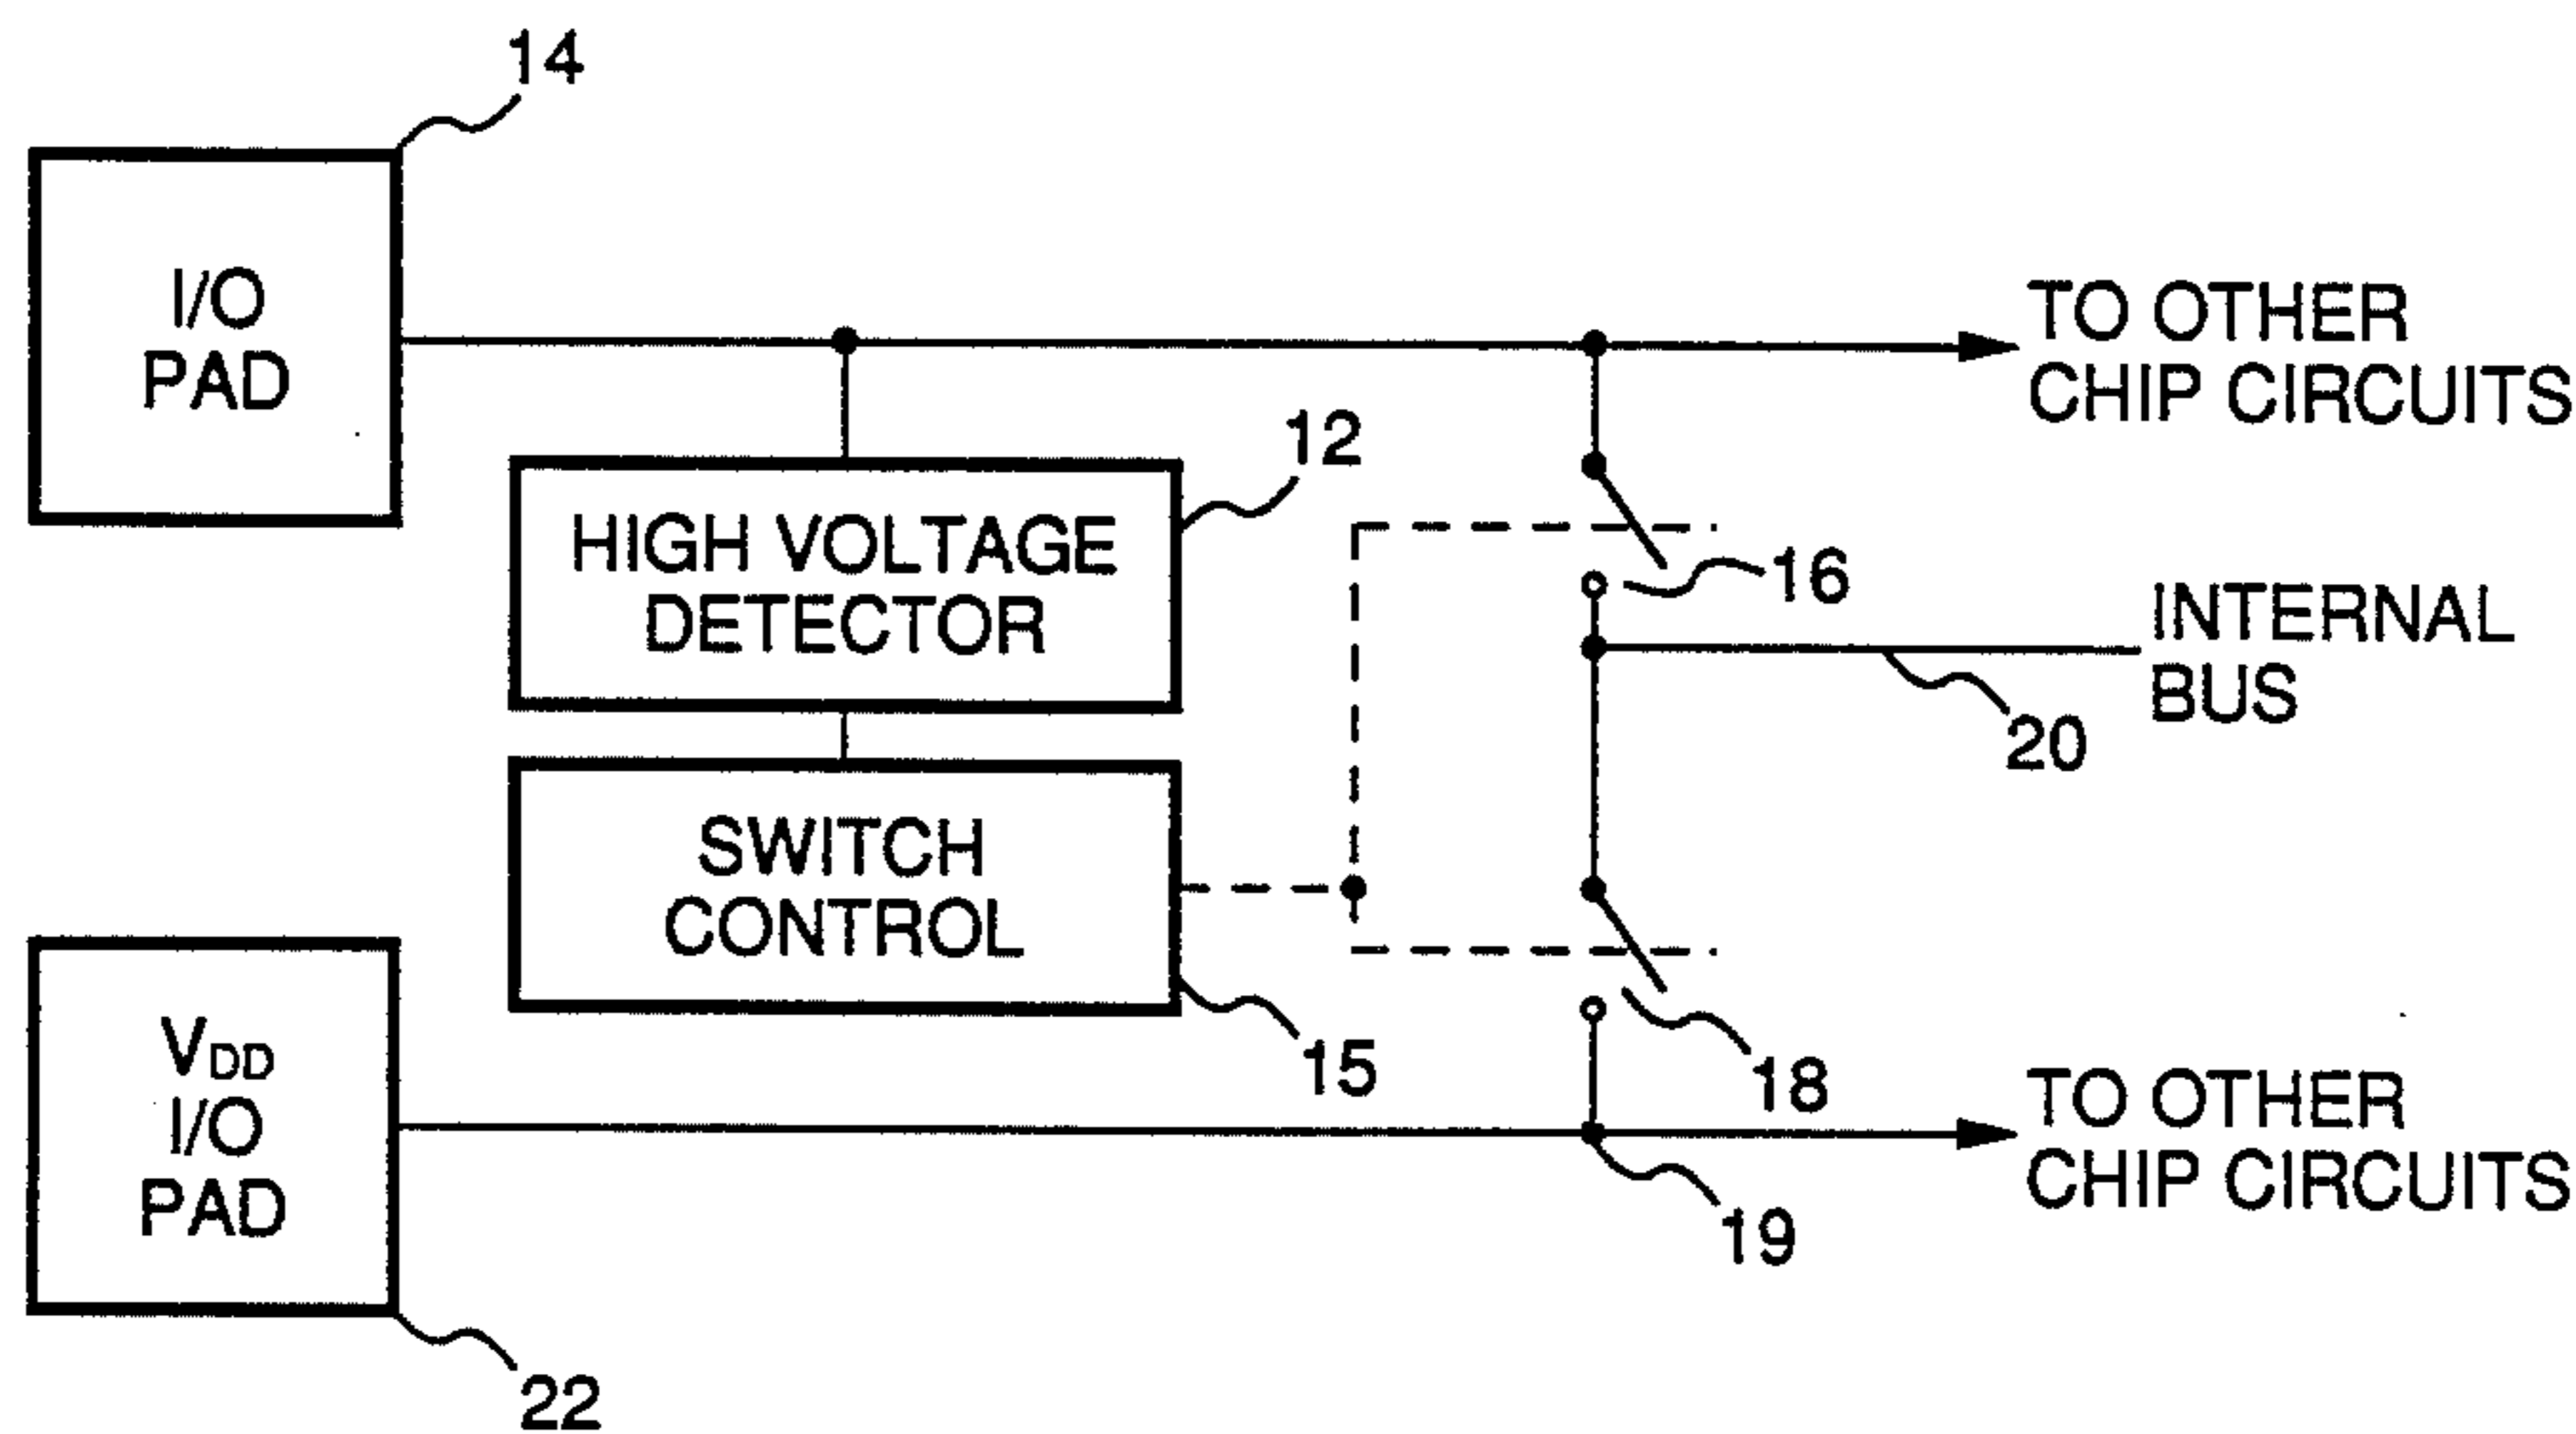 14
I/O
PAD
TO OTHER
CHIP CIRCUITS
12
HIGH VOLTAGE
DETECTOR
16
INTERNAL
BUS
20
SWITCH
CONTROL
15
18
VDD
I/O
PAD
TO OTHER
CHIP CIRCUITS
19
22